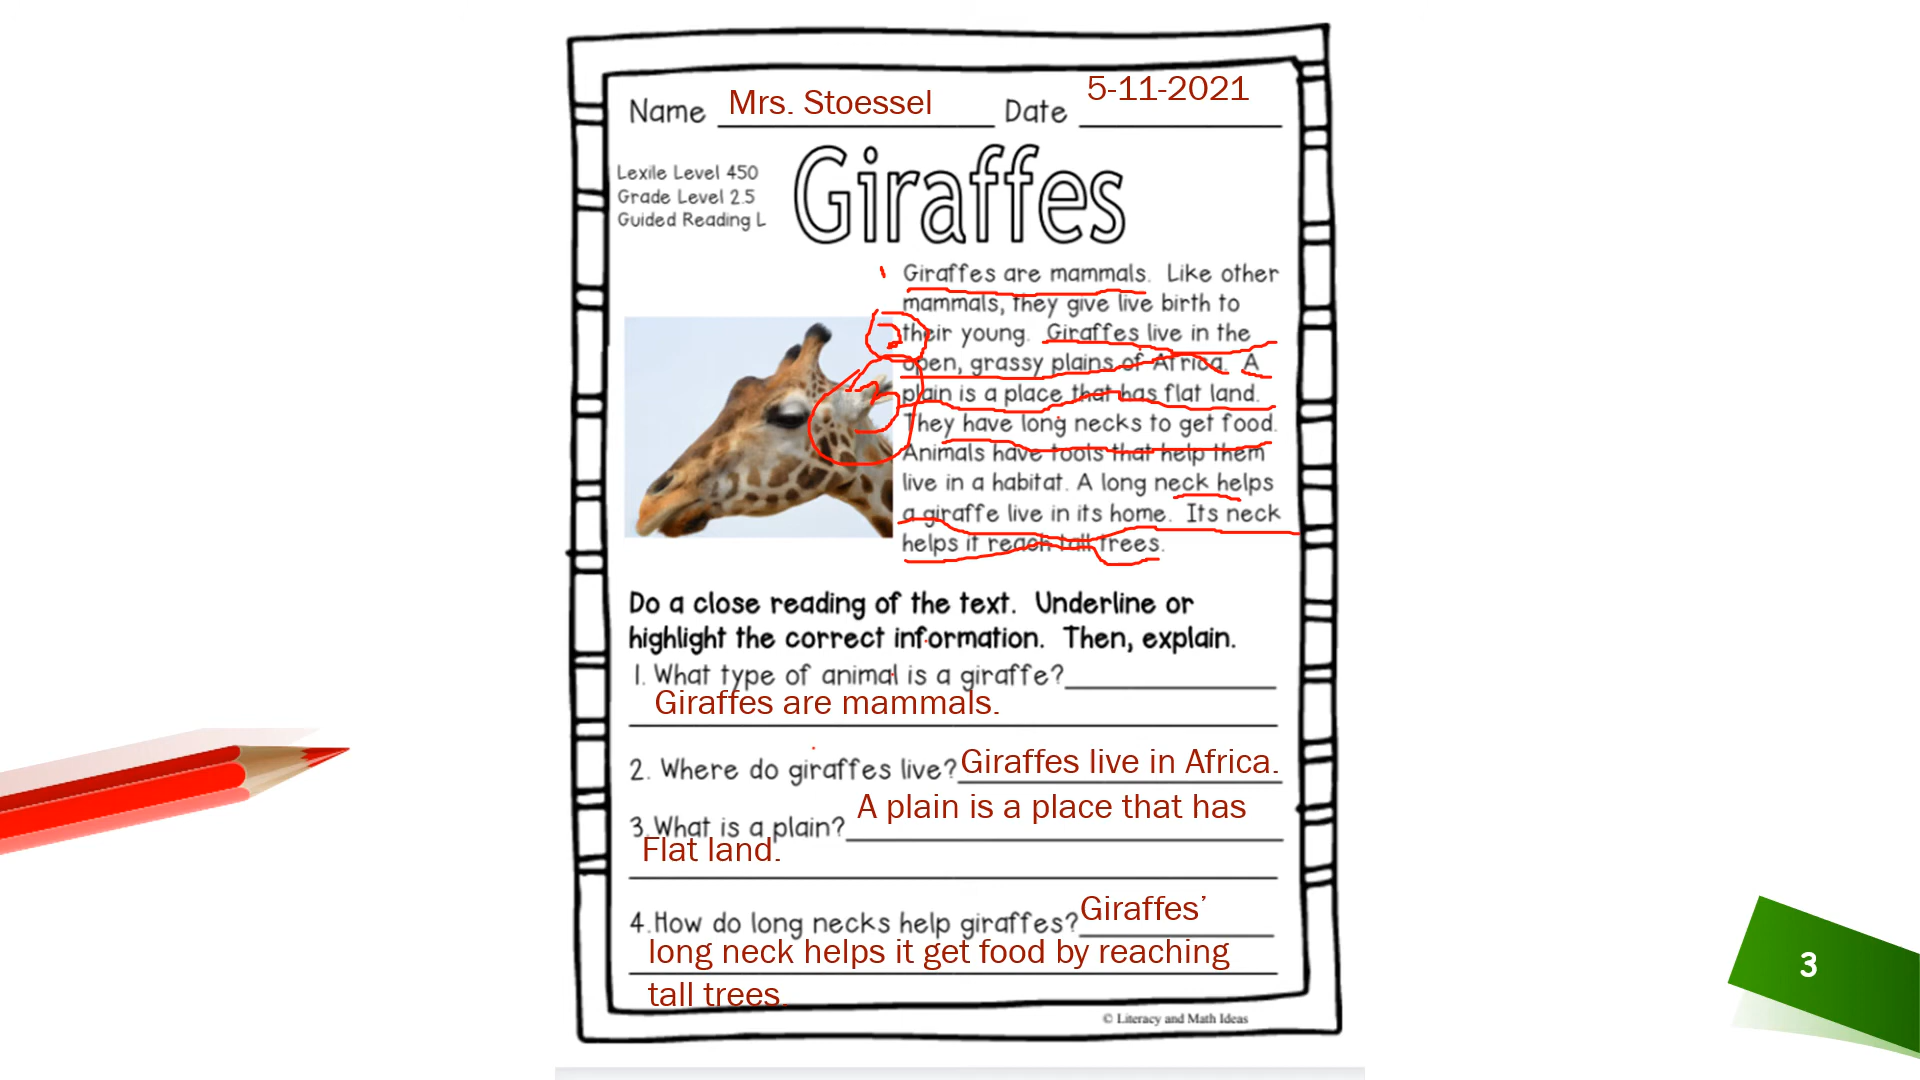 Name Mrs. Stoessel Date 5-11-2021
Lexile Level 450
Grade Level 2.5
Guided Reading L
Giraffes
Giraffes are mammals. Like other
mammals, they give live birth to
their young. Giraffes live in the
open, grassy plains of Africa. A
plain is a place that has flat land.
They have long necks to get food.
Animals have tools that help them
live in a habitat. A long neck helps
a giraffe live in its home. Its neck
helps it reach tall trees.
Do a close reading of the text. Underline or
highlight the correct information. Then, explain.
1. What type of animal is a giraffe?
Giraffes are mammals.
2. Where do giraffes live? Giraffes live in Africa.
3. What is a plain? A plain is a place that has
Flat land.
4. How do long necks help giraffes? Giraffes’
long neck helps it get food by reaching
tall trees.
© Literacy and Math Ideas
3